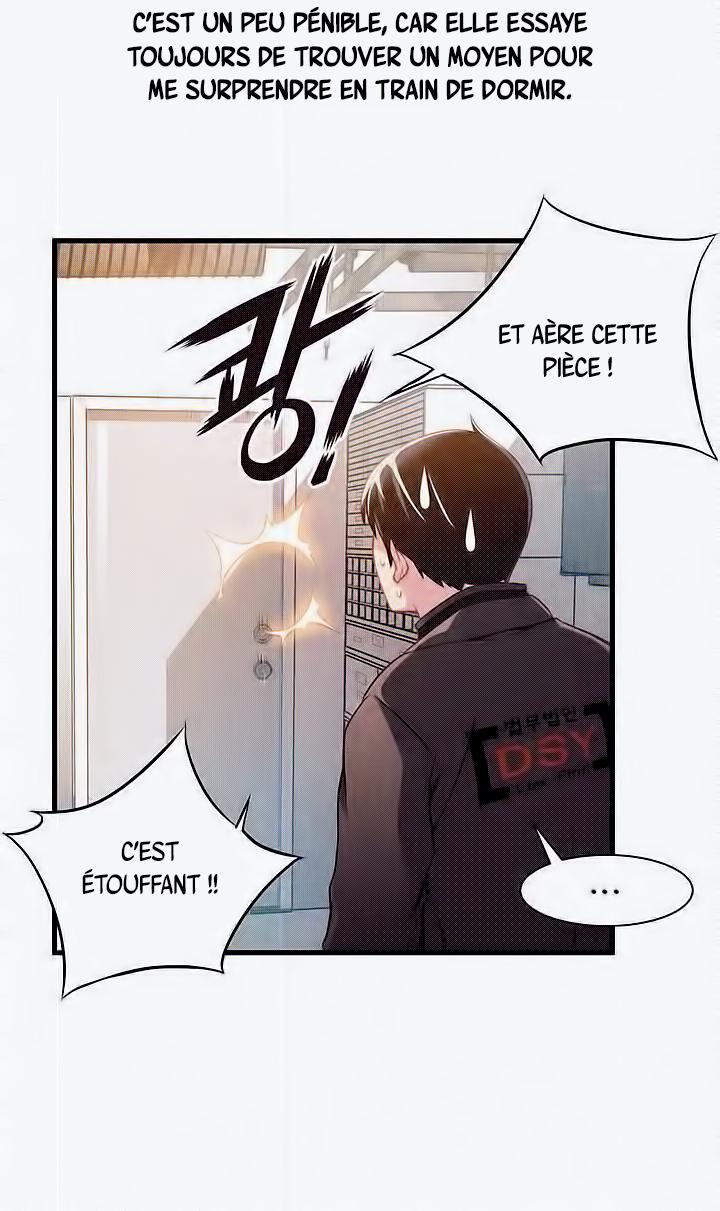 C'EST UN PEU PÉNIBLE, CAR ELLE ESSAYE
TOUJOURS DE TROUVER UN MOYEN POUR
ME SURPRENDRE EN TRAIN DE DORMIR.
쾅!
ET AÈRE CETTE
PIÈCE !
법무법인
DSY
Law Firm
C'EST
ÉTOUFFANT !!
...